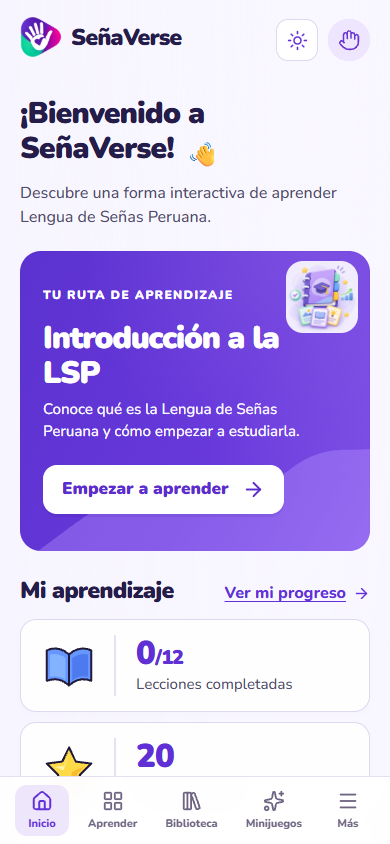 SeñaVerse
¡Bienvenido a
SeñaVerse!
Descubre una forma interactiva de aprender
Lengua de Señas Peruana.
TU RUTA DE APRENDIZAJE
Introducción a la
LSP
Conoce qué es la Lengua de Señas
Peruana y cómo empezar a estudiarla.
Empezar a aprender
Mi aprendizaje
Ver mi progreso
0/12
Lecciones completadas
20
Inicio
Aprender
Biblioteca
Minijuegos
Más